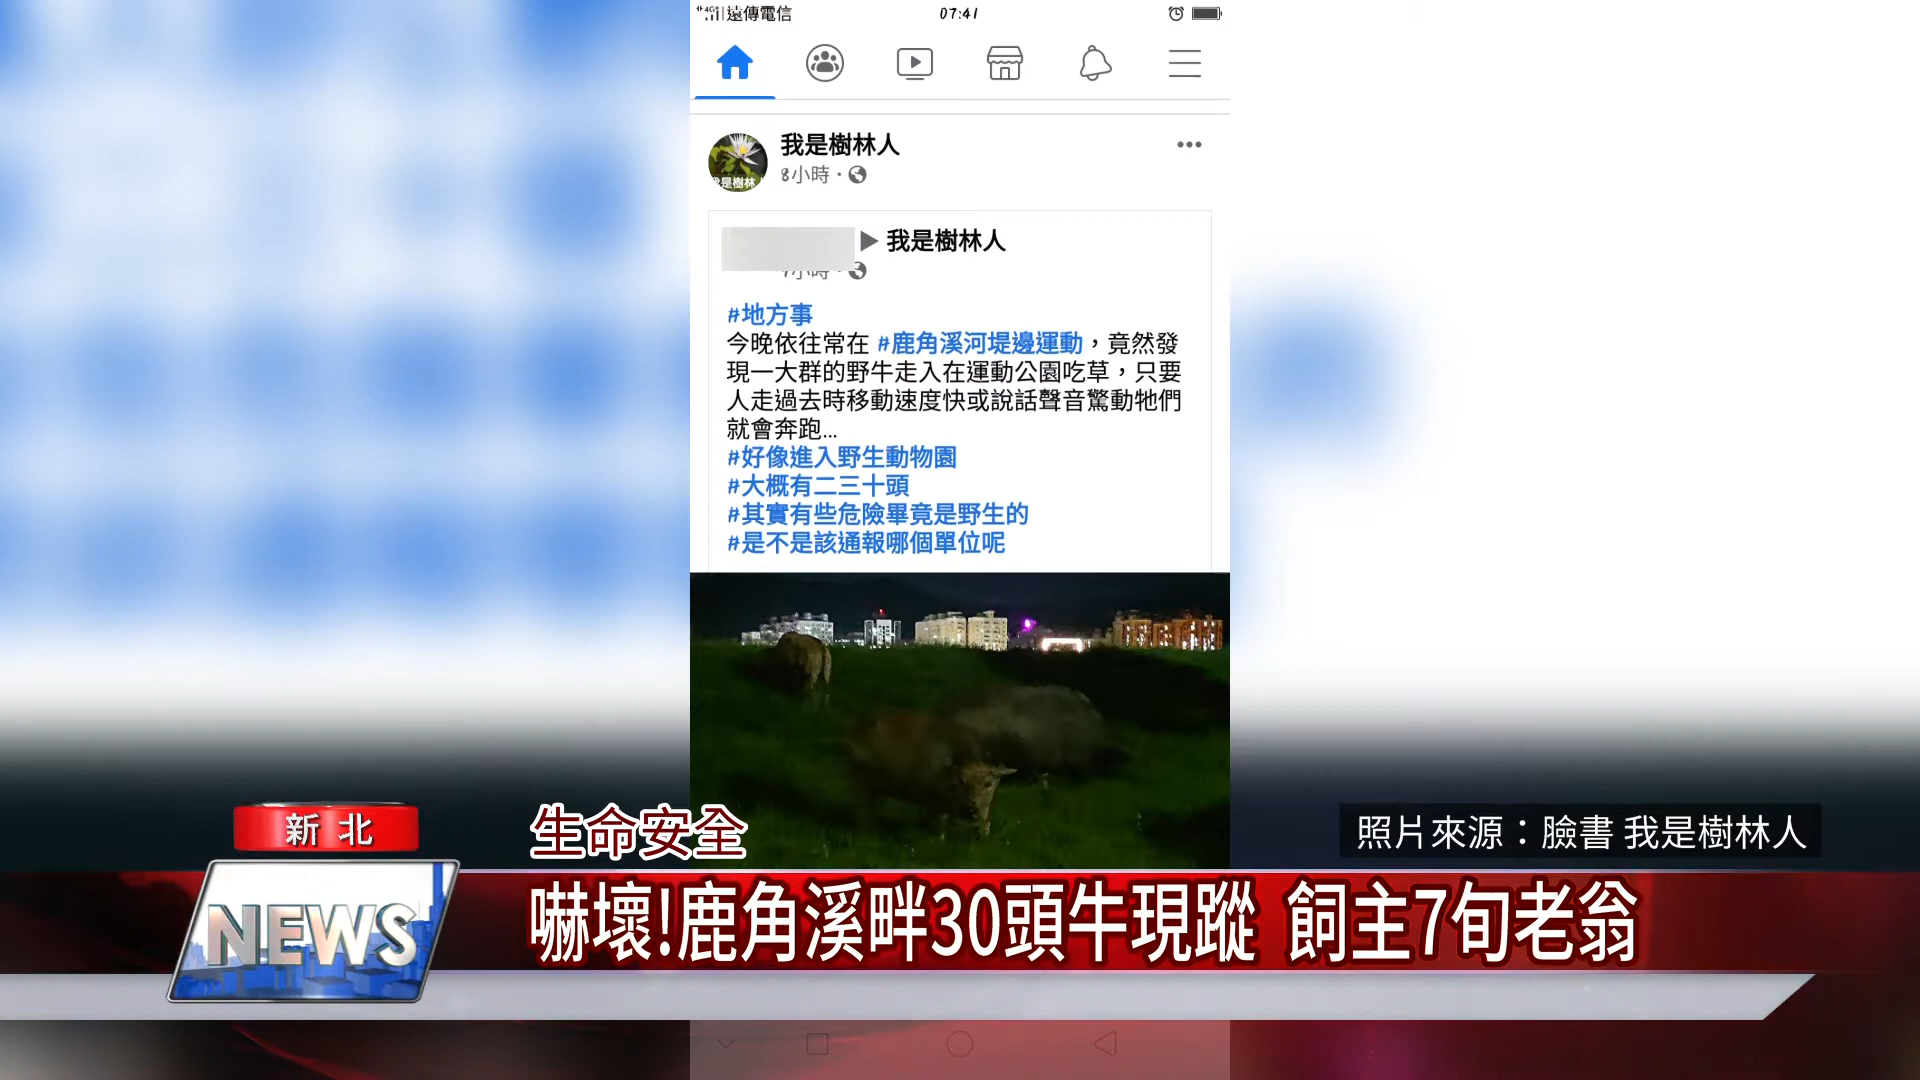 遠傳電信
07:41
我是樹林人
8小時
我是樹林
我是樹林人
小時
#地方事
今晚依往常在 #鹿角溪河堤邊運動，竟然發
現一大群的野牛走入在運動公園吃草，只要
人走過去時移動速度快或說話聲音驚動牠們
就會奔跑...
#好像進入野生動物園
#大概有二三十頭
#其實有些危險畢竟是野生的
#是不是該通報哪個單位呢
新北
生命安全
照片來源：臉書 我是樹林人
NEWS
嚇壞!鹿角溪畔30頭牛現蹤 飼主7旬老翁